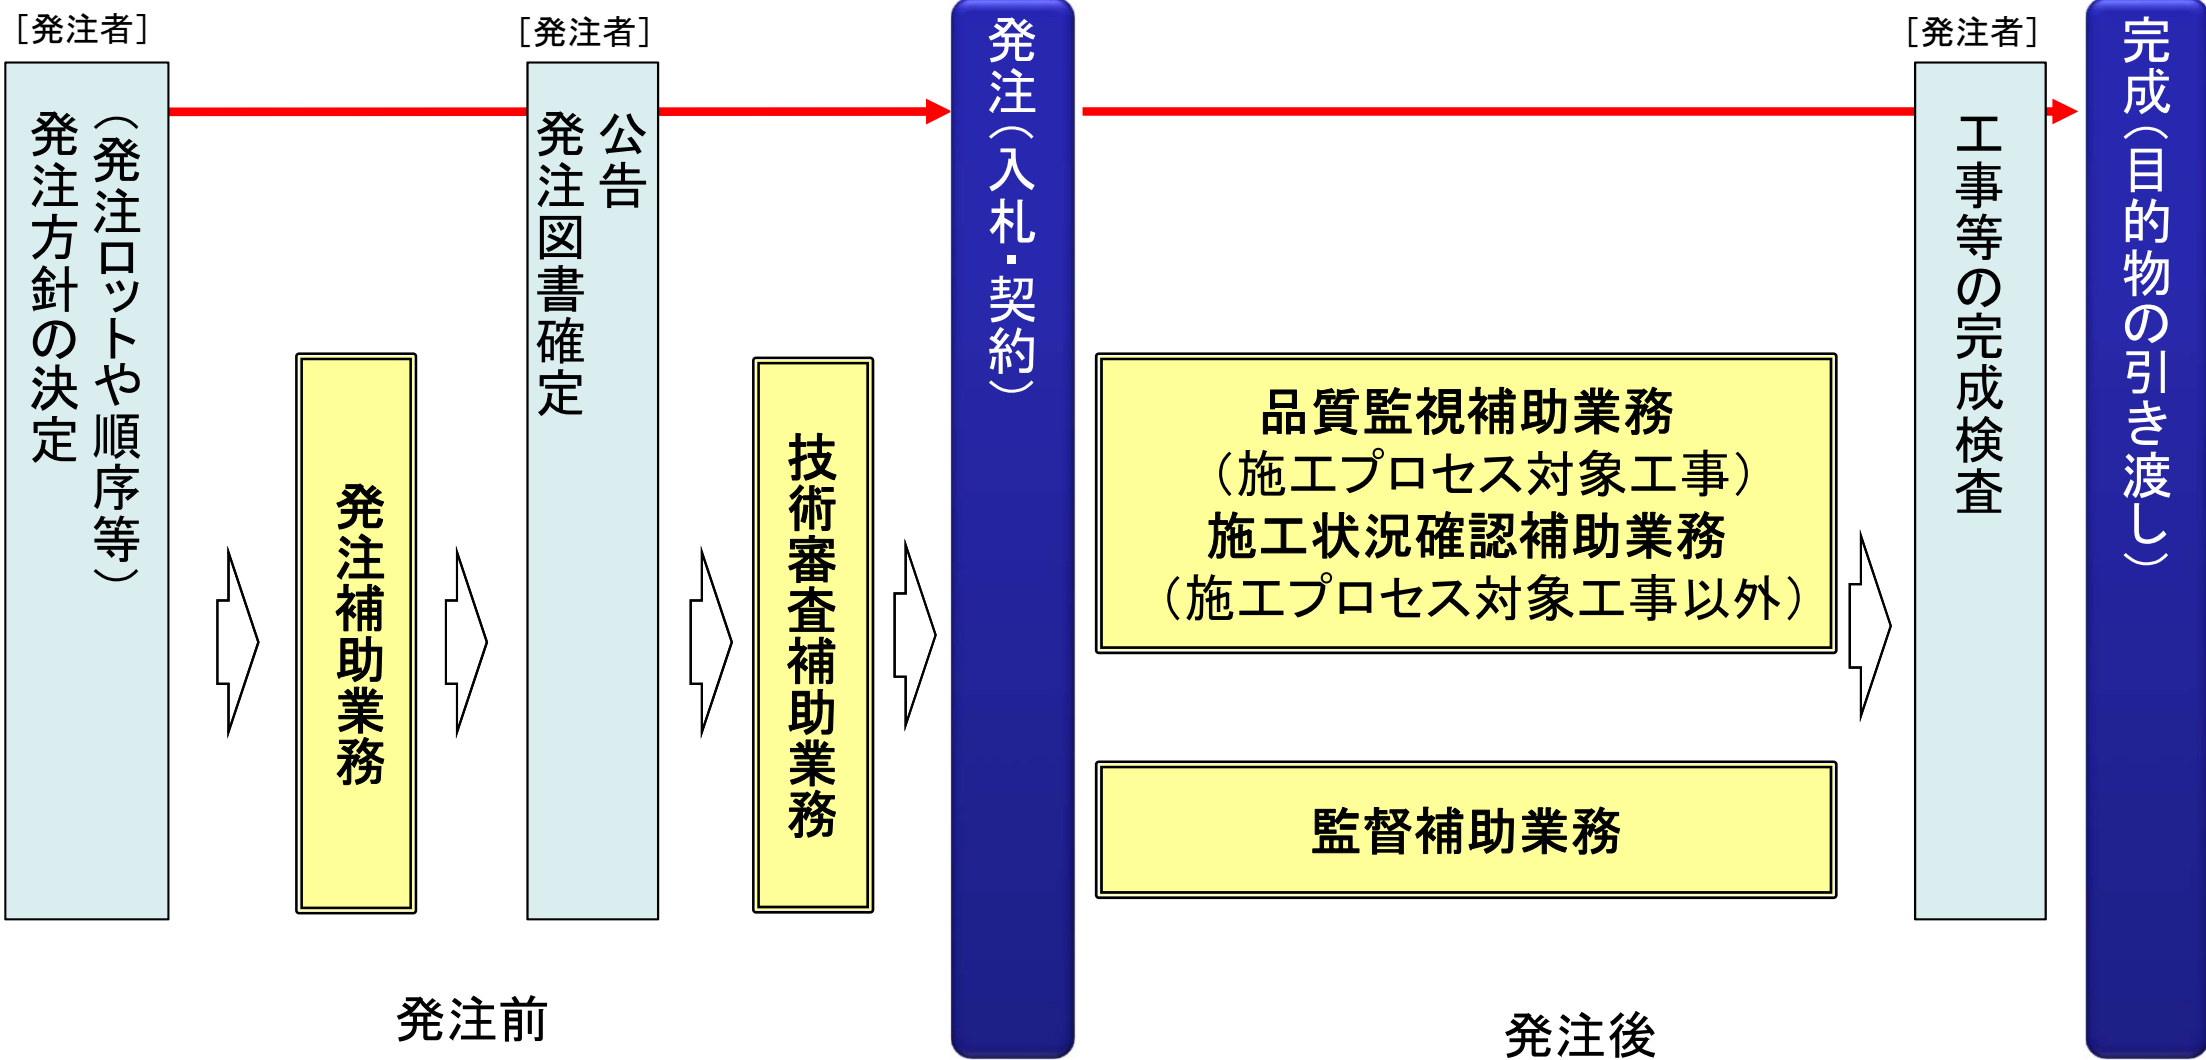 ［発注者］
（発注ロットや順序等）
発注方針の決定
発注補助業務
［発注者］
公告
発注図書確定
技術審査補助業務
発注（入札・契約）
品質監視補助業務
（施工プロセス対象工事）
施工状況確認補助業務
（施工プロセス対象工事以外）
監督補助業務
［発注者］
工事等の完成検査
完成（目的物の引き渡し）
発注前
発注後